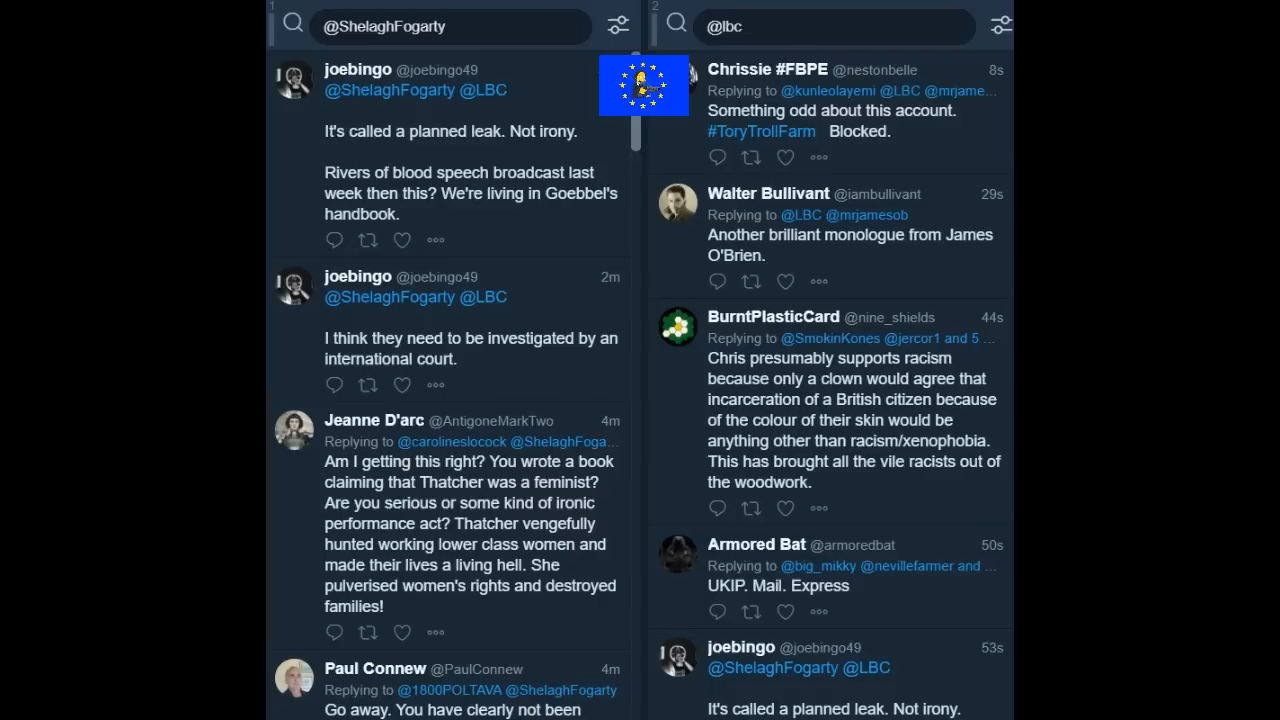 1
@ShelaghFogarty
joebingo @joebingo49
@ShelaghFogarty @LBC
It's called a planned leak. Not irony.
Rivers of blood speech broadcast last
week then this? We're living in Goebbel's
handbook.
joebingo @joebingo49 2m
@ShelaghFogarty @LBC
I think they need to be investigated by an
international court.
Jeanne D'arc @AntigoneMarkTwo 4m
Replying to @carolineslocock @ShelaghFoga...
Am I getting this right? You wrote a book
claiming that Thatcher was a feminist?
Are you serious or some kind of ironic
performance act? Thatcher vengefully
hunted working lower class women and
made their lives a living hell. She
pulverised women's rights and destroyed
families!
Paul Connew @PaulConnew 4m
Replying to @1800POLTAVA @ShelaghFogarty
Go away. You have clearly not been
2
@lbc
Chrissie #FBPE @nestonbelle 8s
Replying to @kunleolayemi @LBC @mrjame...
Something odd about this account.
#ToryTrollFarm Blocked.
Walter Bullivant @iambullivant 29s
Replying to @LBC @mrjamesob
Another brilliant monologue from James
O'Brien.
BurntPlasticCard @nine_shields 44s
Replying to @SmokinKones @jercor1 and 5 ...
Chris presumably supports racism
because only a clown would agree that
incarceration of a British citizen because
of the colour of their skin would be
anything other than racism/xenophobia.
This has brought all the vile racists out of
the woodwork.
Armored Bat @armoredbat 50s
Replying to @big_mikky @nevillefarmer and ...
UKIP. Mail. Express
joebingo @joebingo49 53s
@ShelaghFogarty @LBC
It's called a planned leak. Not irony.